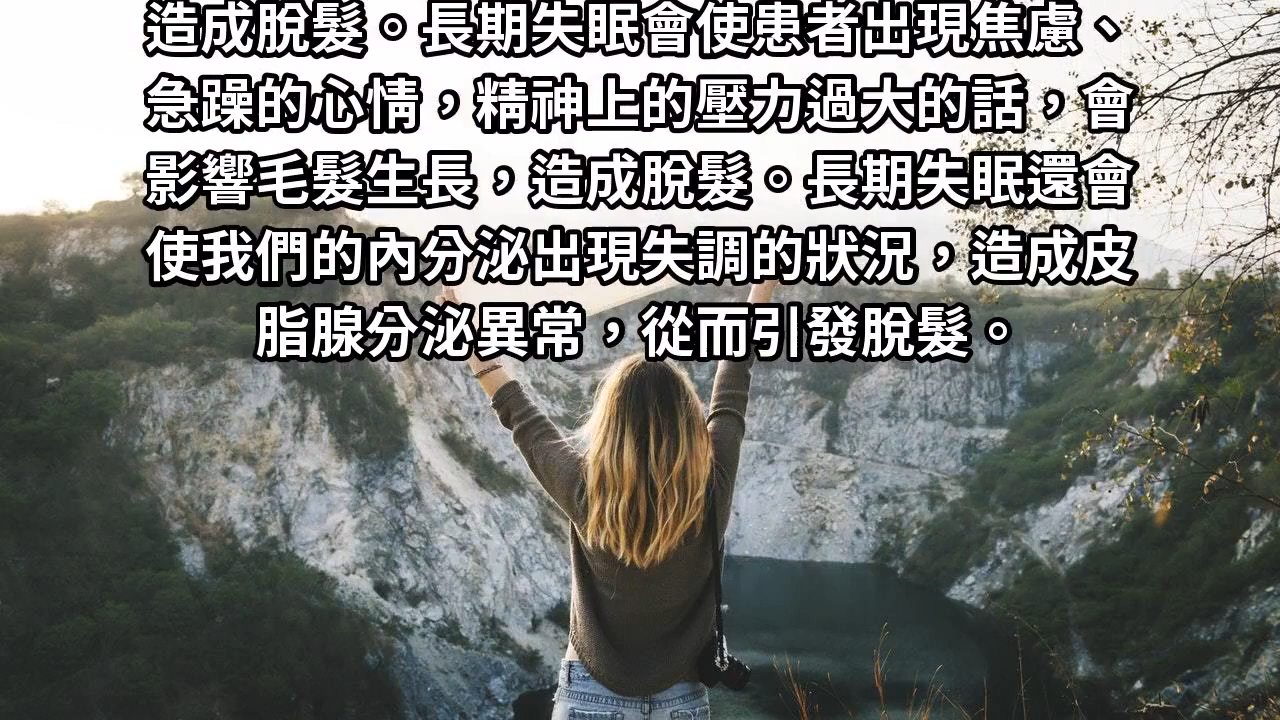 造成脫髮。長期失眠會使患者出現焦慮、
急躁的心情，精神上的壓力過大的話，會
影響毛髮生長，造成脫髮。長期失眠還會
使我們的內分泌出現失調的狀況，造成皮
脂腺分泌異常，從而引發脫髮。